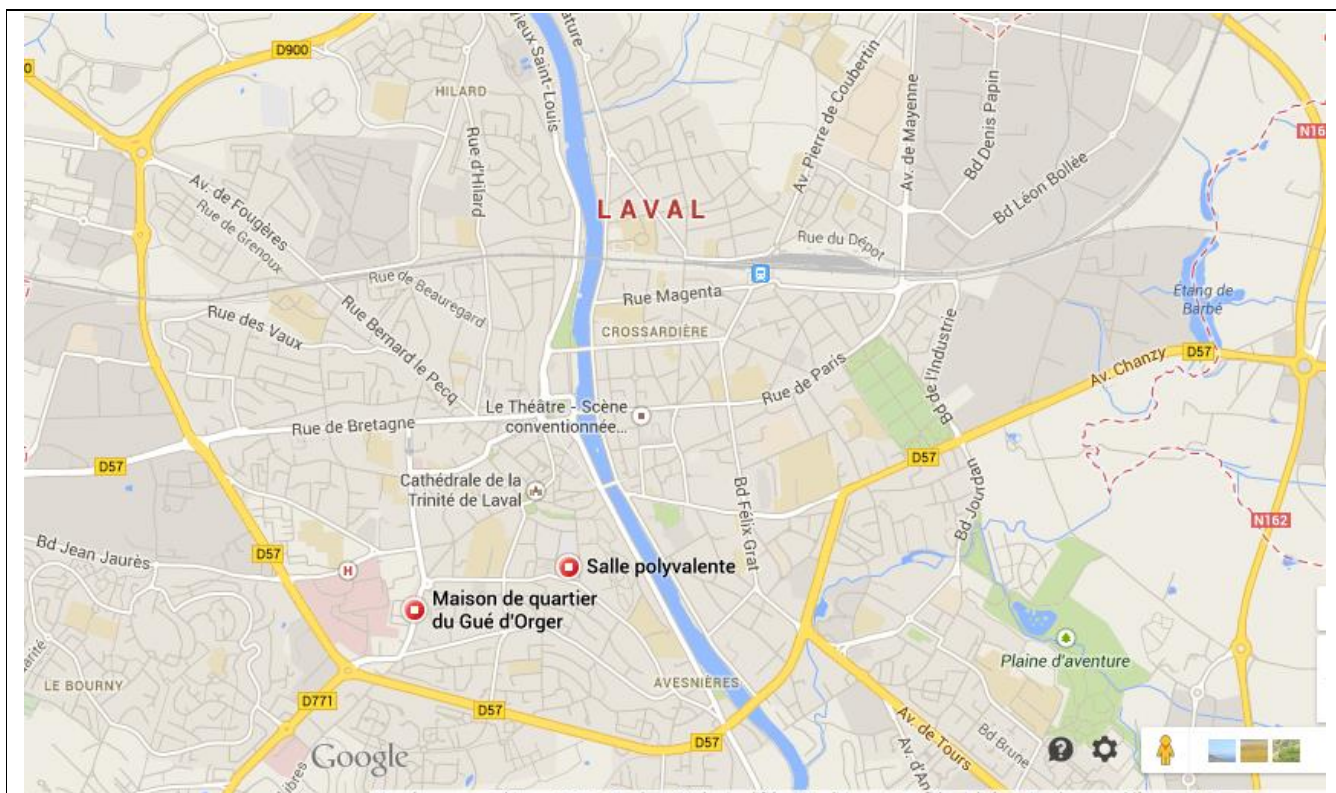 D900
HILARD
Vieux Saint-Louis
Rue d'Hilard
Av. Pierre de Coubertin
Av. de Mayenne
Bd Denis Papin
Bd Léon Bollée
N162
Av. de Fougères
Rue de Grenoux
LAVAL
Rue du Dépot
Rue de Beauregard
Rue Magenta
Étang de
Barbé
Rue des Vaux
Rue Bernard le Pecq
CROSSARDIÈRE
Rue de Paris
Bd de l'Industrie
Av. Chanzy
D57
Le Théâtre - Scène
conventionnée...
Rue de Bretagne
D57
D57
Cathédrale de la
Trinité de Laval
Bd Félix Grat
Bd Jourdan
N162
Bd Jean Jaurès
D57
H
Salle polyvalente
Maison de quartier
du Gué d'Orger
Plaine d'aventure
LE BOURNY
AVESNIÈRES
D771
D57
D57
Av. de Tours
Bd Brune
Google